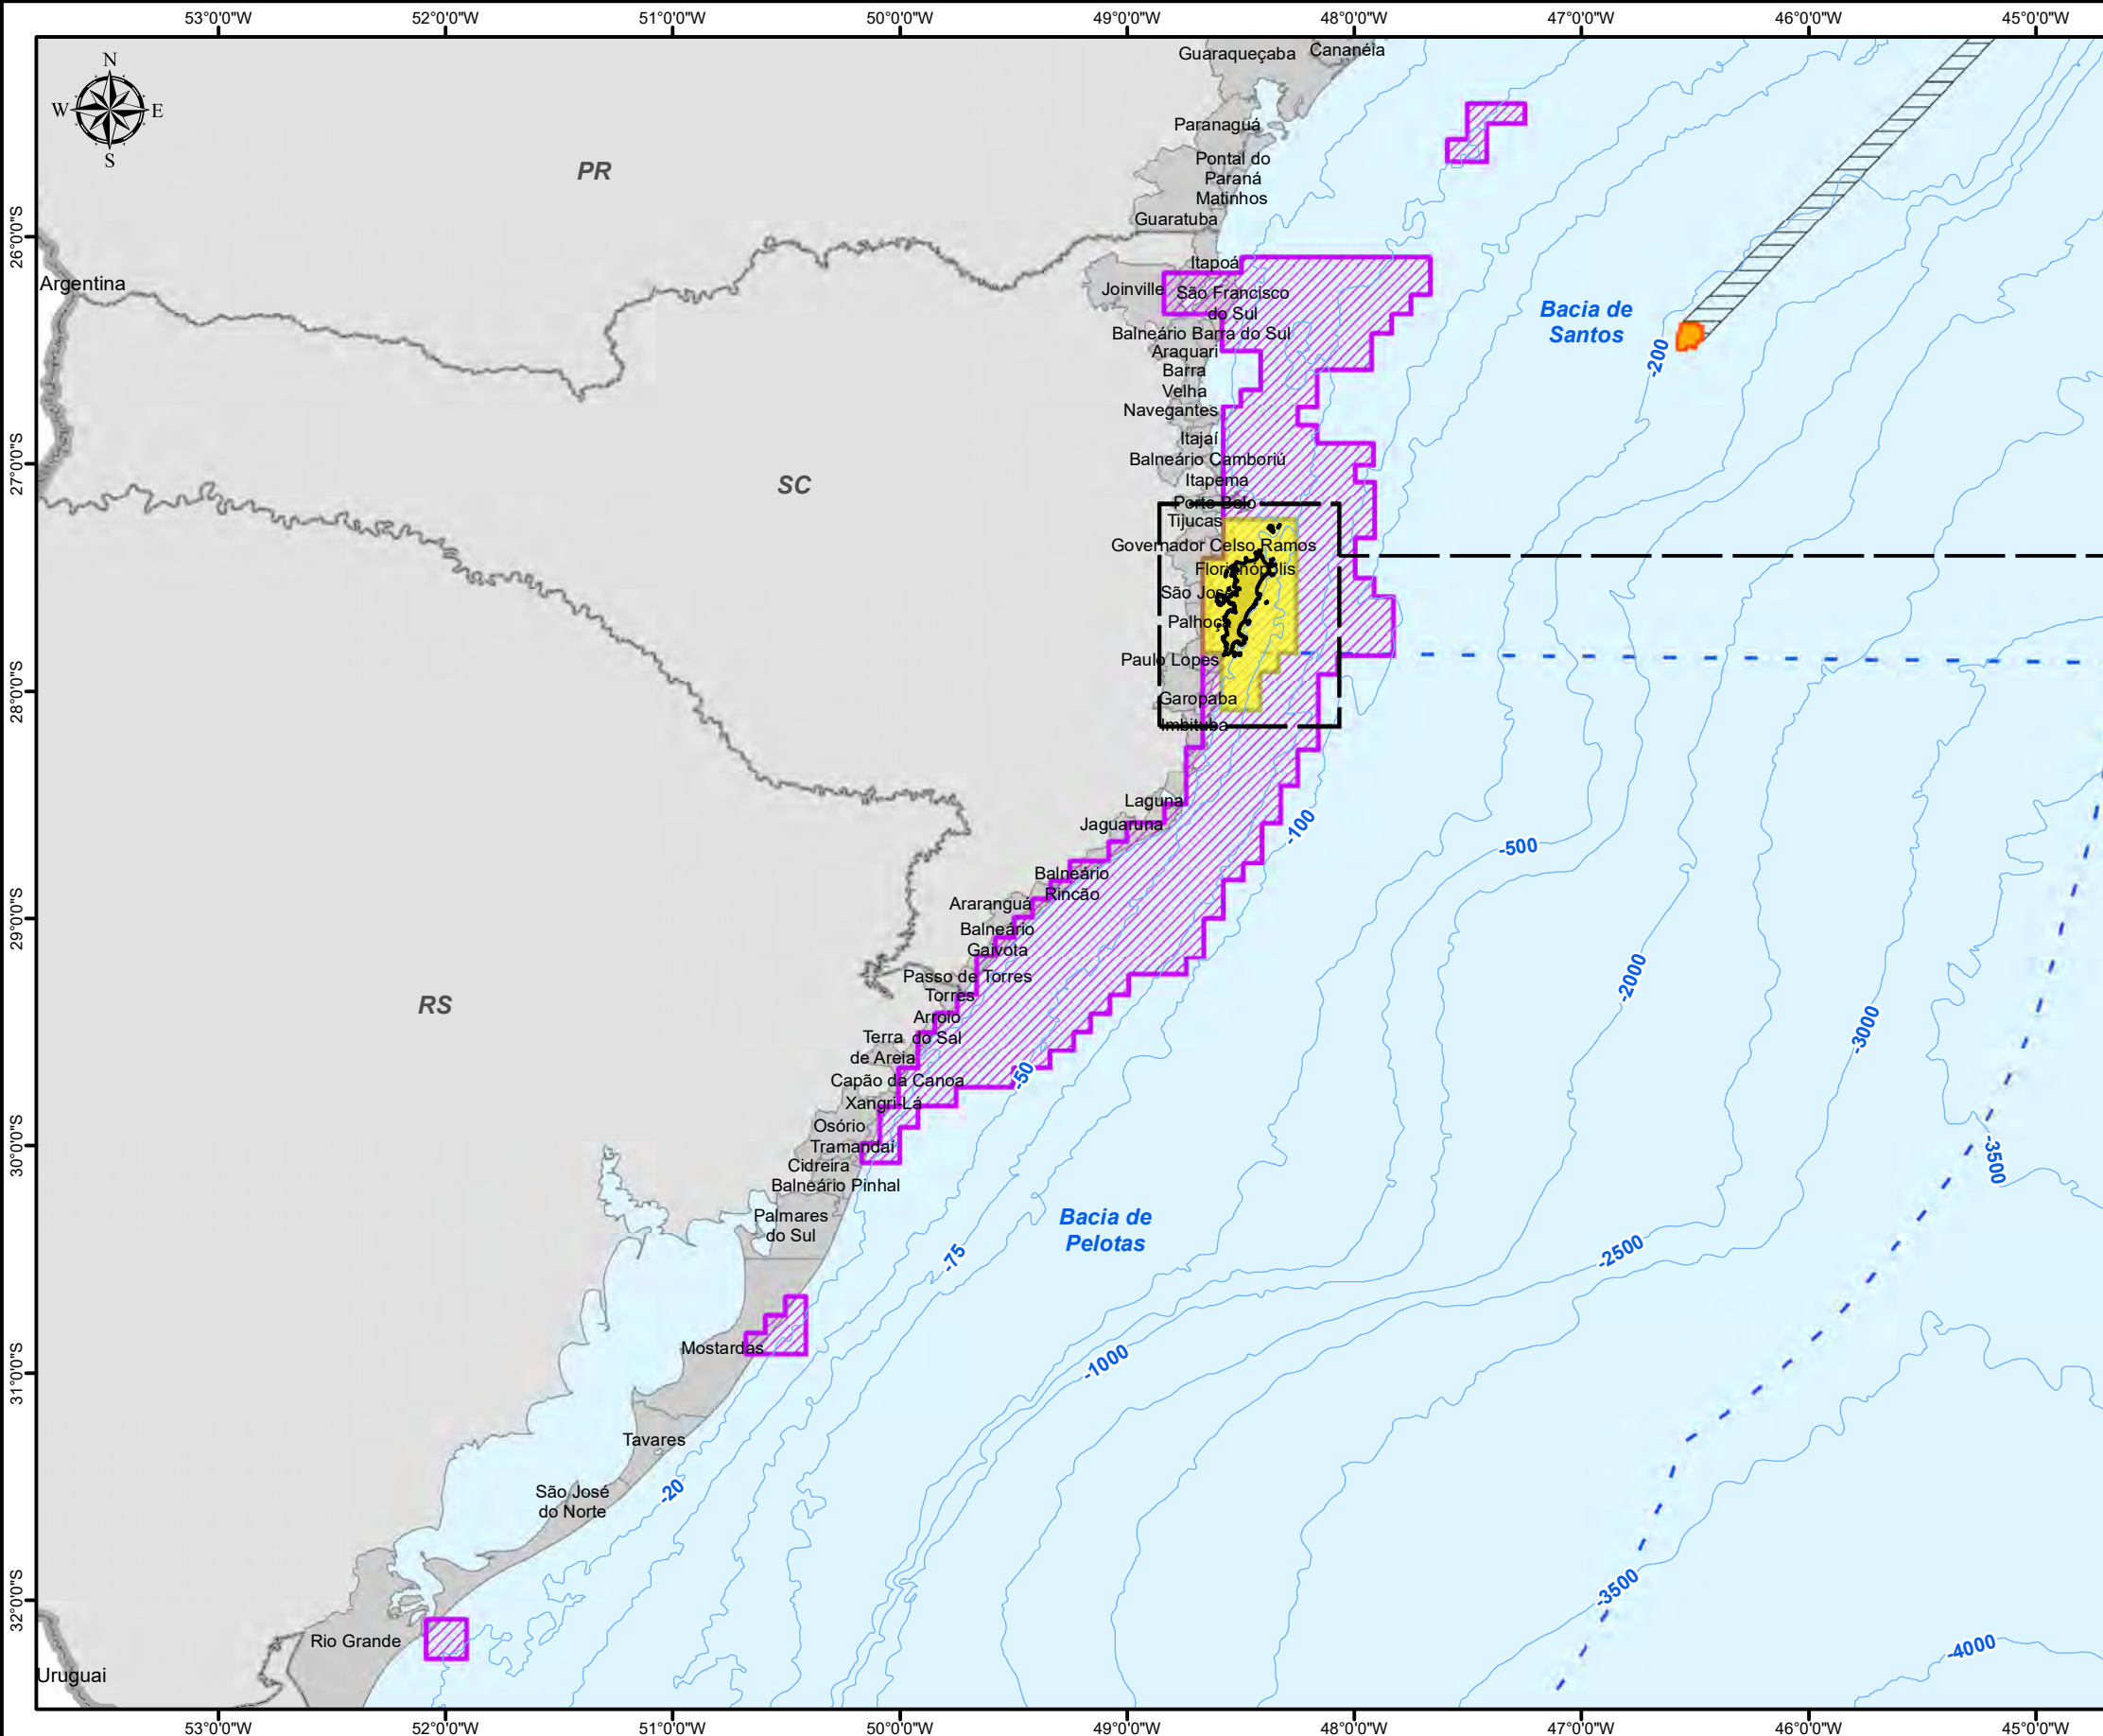 53°0'0"W
52°0'0"W
51°0'0"W
50°0'0"W
49°0'0"W
48°0'0"W
47°0'0"W
46°0'0"W
45°0'0"W
N
W
E
S
Guaraqueçaba
Cananéia
Paranaguá
Pontal do
Paraná
Matinhos
Guaratuba
PR
26°0'0"S
Argentina
Itapoá
Joinville
São Francisco
do Sul
Balneário Barra do Sul
Araquari
Barra
Velha
Navegantes
Itajaí
Balneário Camboriú
Itapema
Porto Belo
Tijucas
Governador Celso Ramos
Florianópolis
São José
Palhoça
Paulo Lopes
Garopaba
Imbituba
Bacia de
Santos
-200
27°0'0"S
SC
28°0'0"S
Laguna
Jaguaruna
Balneário
Rincão
Araranguá
Balneário
Gaivota
Passo de Torres
Torres
Arroio
do Sal
Terra
de Areia
Capão da Canoa
Xangri-Lá
Osório
Tramandaí
Cidreira
Balneário Pinhal
Palmares
do Sul
-100
-500
29°0'0"S
RS
-2000
-3000
-50
30°0'0"S
-3500
Bacia de
Pelotas
-75
-2500
-1000
Mostardas
31°0'0"S
Tavares
São José
do Norte
-20
-3500
32°0'0"S
Rio Grande
-4000
Uruguai
53°0'0"W
52°0'0"W
51°0'0"W
50°0'0"W
49°0'0"W
48°0'0"W
47°0'0"W
46°0'0"W
45°0'0"W